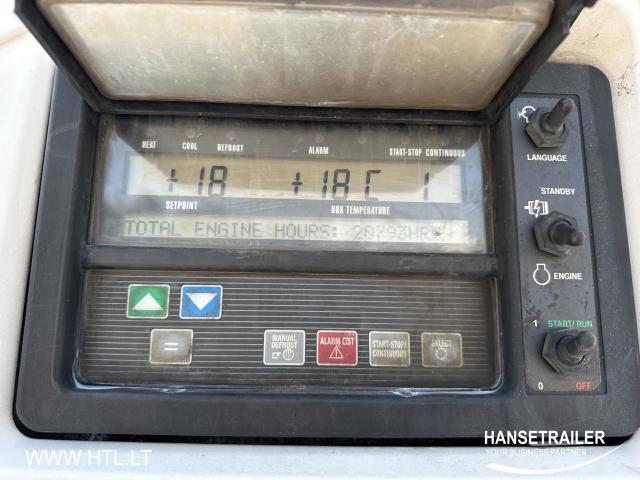 HEAT COOL DEFROST ALARM START-STOP CONTINUOUS
+18 +18 C 1
SETPOINT BOX TEMPERATURE
TOTAL ENGINE HOURS: 20793HRS
=
MANUAL DEFROST
ALARM LIST
START-STOP/ CONTINUOUS
SELECT
LANGUAGE
STANDBY
ENGINE
1 START/ RUN
0 OFF
HANSETRAILER
YOUR BUSINESS PARTNER
WWW.HTL.LT